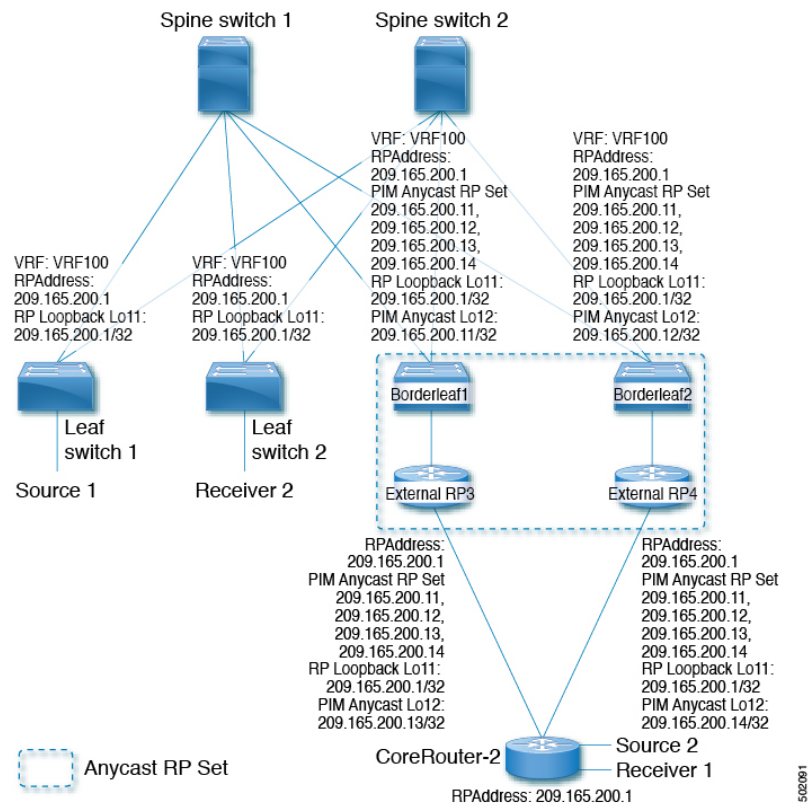 Spine switch 1
Spine switch 2
VRF: VRF100
RPAddress:
209.165.200.1
PIM Anycast RP Set
209.165.200.11,
209.165.200.12,
209.165.200.13,
209.165.200.14
RP Loopback Lo11:
209.165.200.1/32
PIM Anycast Lo12:
209.165.200.11/32
VRF: VRF100
RPAddress:
209.165.200.1
PIM Anycast RP Set
209.165.200.11,
209.165.200.12,
209.165.200.13,
209.165.200.14
RP Loopback Lo11:
209.165.200.1/32
PIM Anycast Lo12:
209.165.200.12/32
VRF: VRF100
RPAddress:
209.165.200.1
RP Loopback Lo11:
209.165.200.1/32
VRF: VRF100
RPAddress:
209.165.200.1
RP Loopback Lo11:
209.165.200.1/32
Borderleaf1
Borderleaf2
Leaf
switch 1
Leaf
switch 2
Source 1
Receiver 2
External RP3
External RP4
RPAddress:
209.165.200.1
PIM Anycast RP Set
209.165.200.11,
209.165.200.12,
209.165.200.13,
209.165.200.14
RP Loopback Lo11:
209.165.200.1/32
PIM Anycast Lo12:
209.165.200.13/32
RPAddress:
209.165.200.1
PIM Anycast RP Set
209.165.200.11,
209.165.200.12,
209.165.200.13,
209.165.200.14
RP Loopback Lo11:
209.165.200.1/32
PIM Anycast Lo12:
209.165.200.14/32
Anycast RP Set
CoreRouter-2
Source 2
Receiver 1
RPAddress: 209.165.200.1
502091